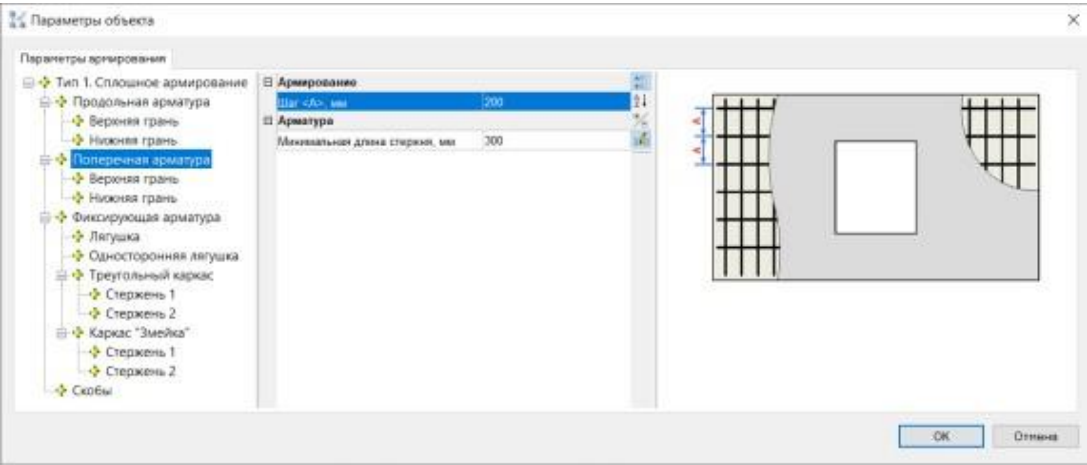 Параметры объекта
Параметры армирования
Тип 1. Сплошное армирование
Продольная арматура
Верхняя грань
Нижняя грань
Поперечная арматура
Верхняя грань
Нижняя грань
Фиксирующая арматура
Лягушка
Односторонняя лягушка
Треугольный каркас
Стержень 1
Стержень 2
Каркас "Змейка"
Стержень 1
Стержень 2
Скобы
Армирование
Шаг <A>, мм 200
Арматура
Минимальная длина стержня, мм 300
A
A
OK Отмена